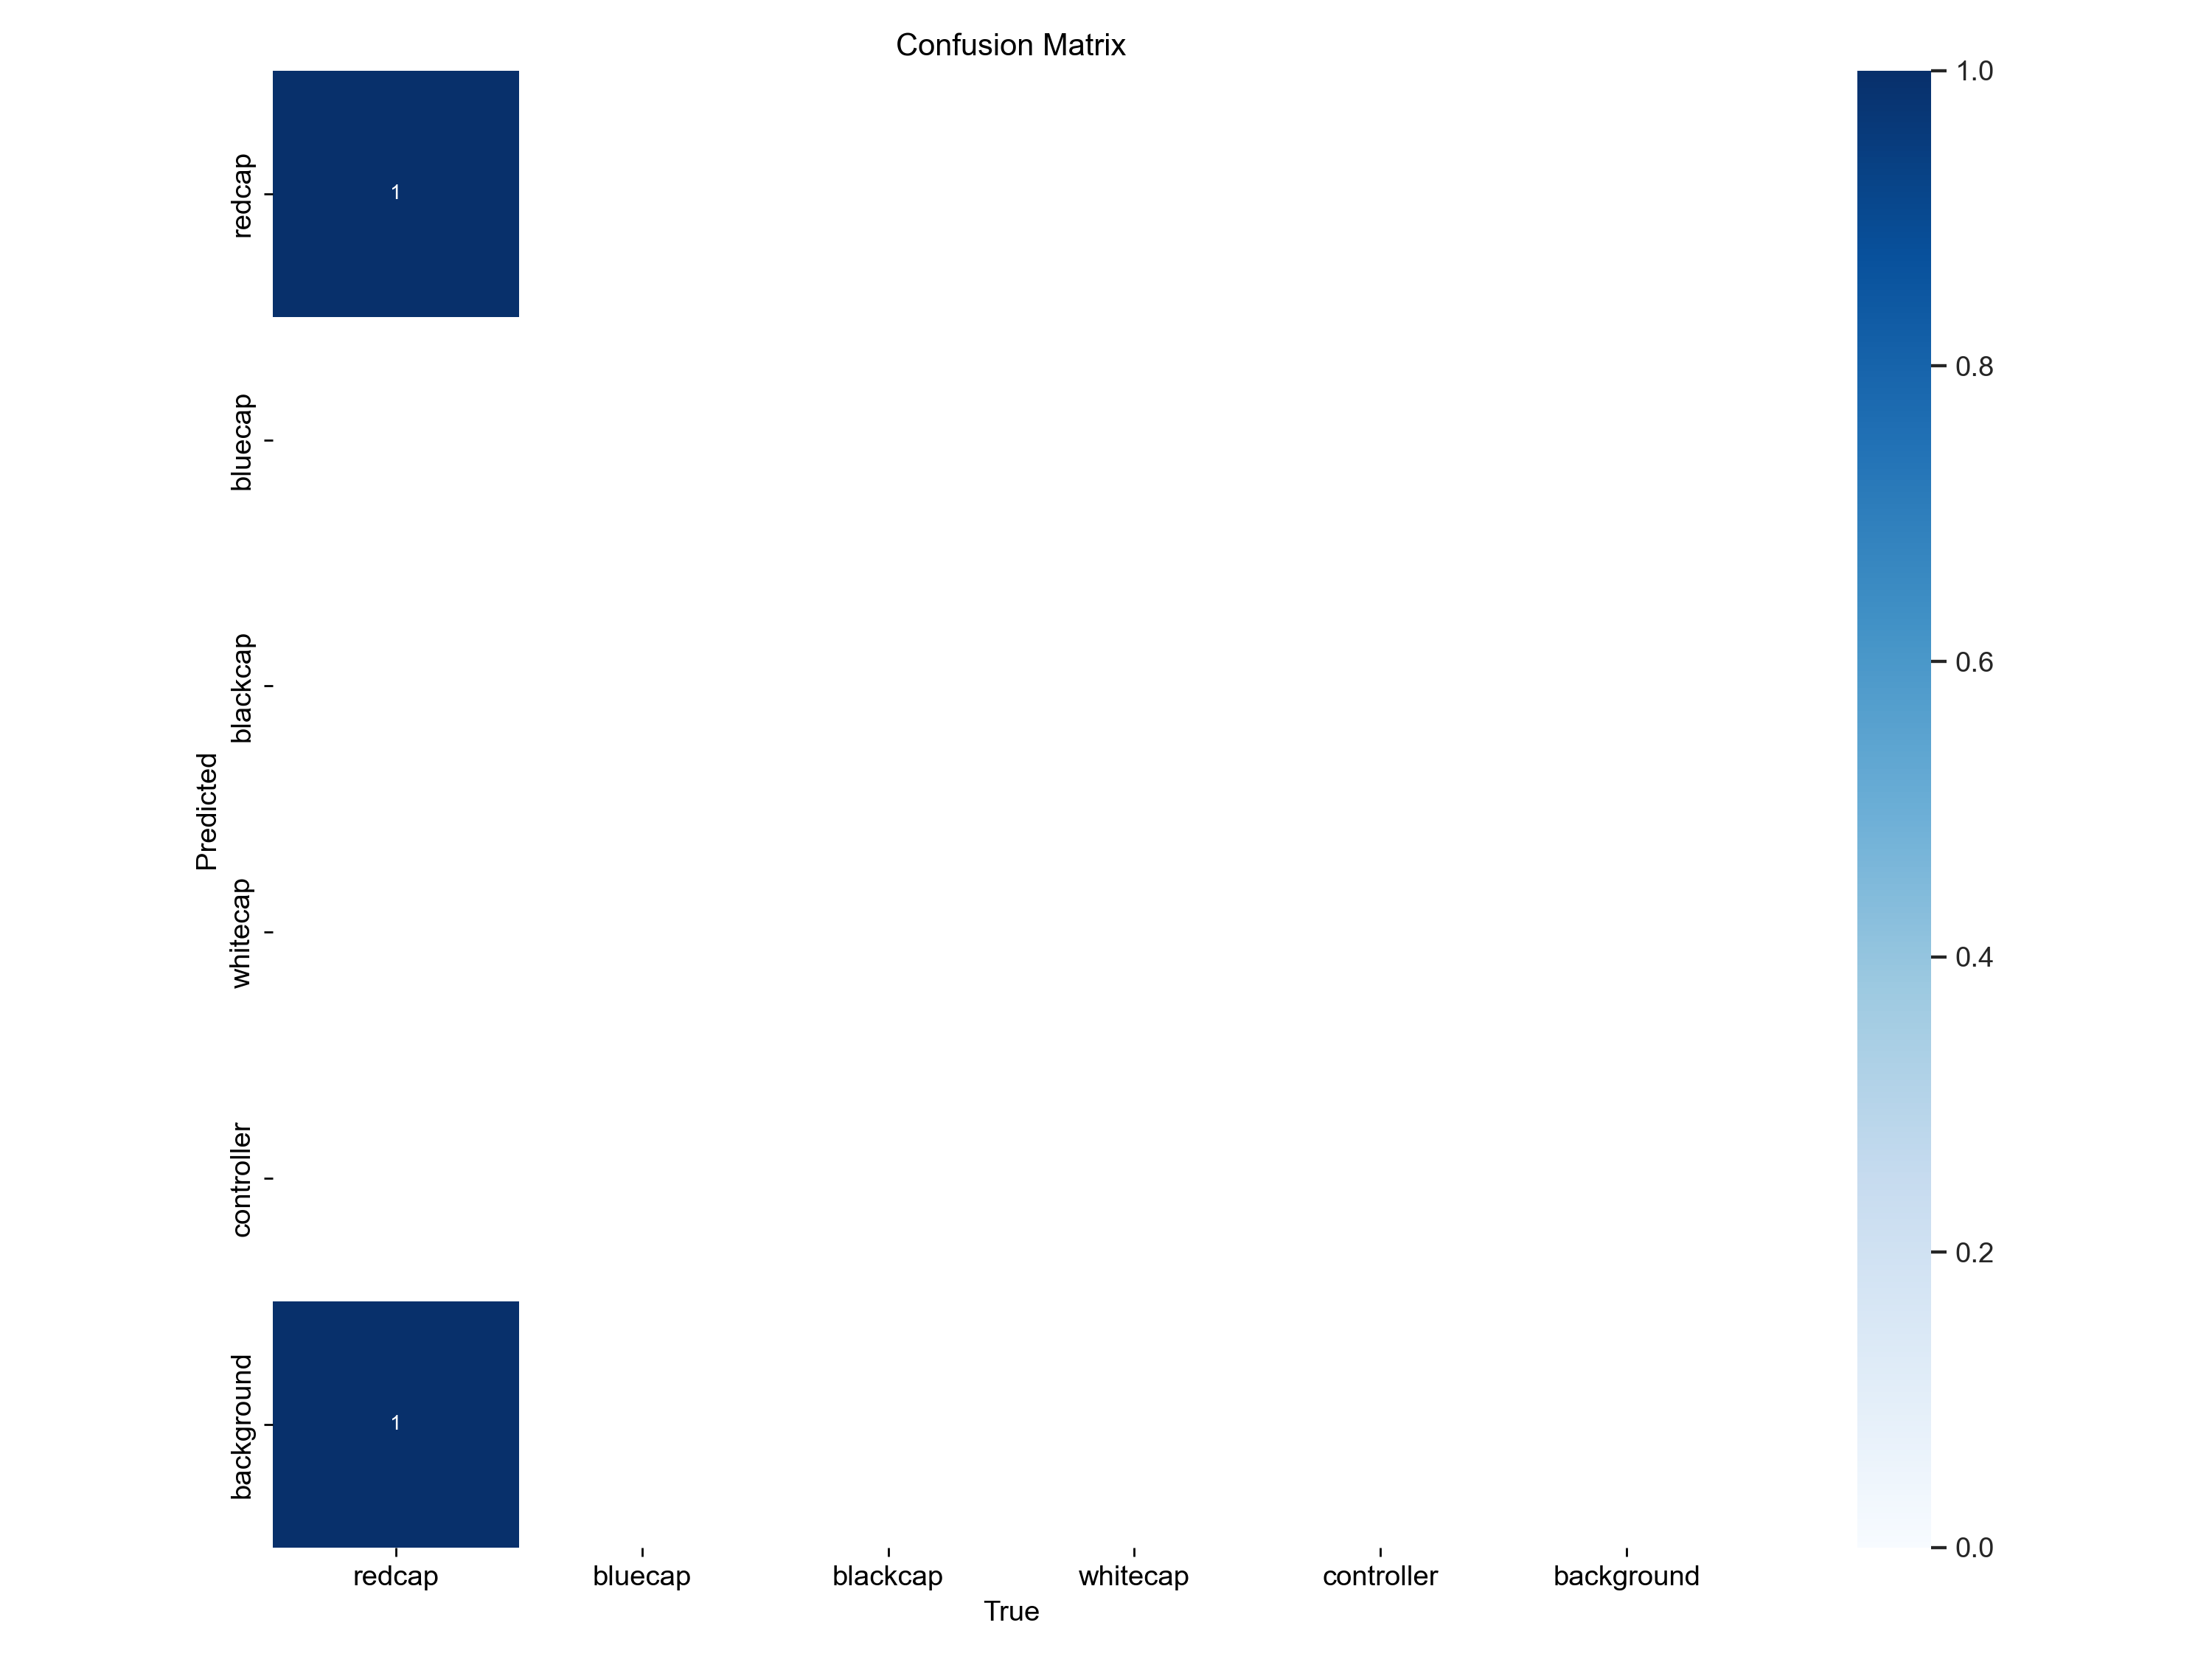 Confusion Matrix
Predicted
redcap
1
bluecap
blackcap
whitecap
controller
background
1
redcap bluecap blackcap whitecap controller background
True
1.0
0.8
0.6
0.4
0.2
0.0